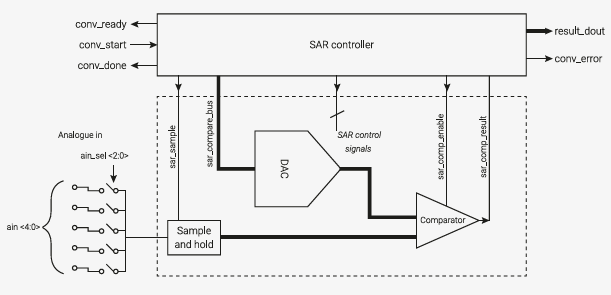 conv_ready
conv_start
conv_done
SAR controller
result_dout
conv_error
sar_sample
sar_compare_bus
SAR control
signals
sar_comp_enable
sar_comp_result
Analogue in
ain_sel <2:0>
DAC
ain <4:0>
Sample
and hold
Comparator